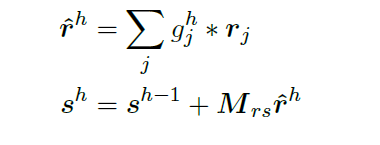 r̂^h = ∑_j g_j^h * r_j
s^h = s^{h−1} + M_{rs} r̂^h